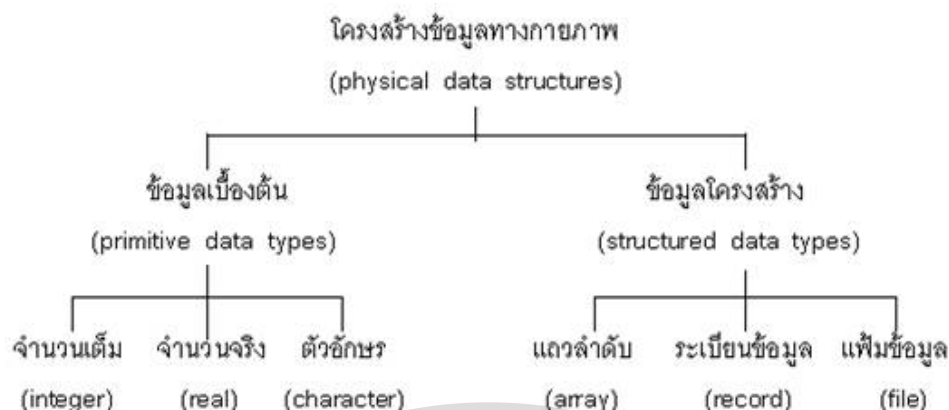 โครงสร้างข้อมูลทางกายภาพ
(physical data structures)
ข้อมูลเบื้องต้น ข้อมูลโครงสร้าง
(primitive data types) (structured data types)
จำนวนเต็ม จำนวนจริง ตัวอักษร แถวลำดับ ระเบียนข้อมูล แฟ้มข้อมูล
(integer) (real) (character) (array) (record) (file)